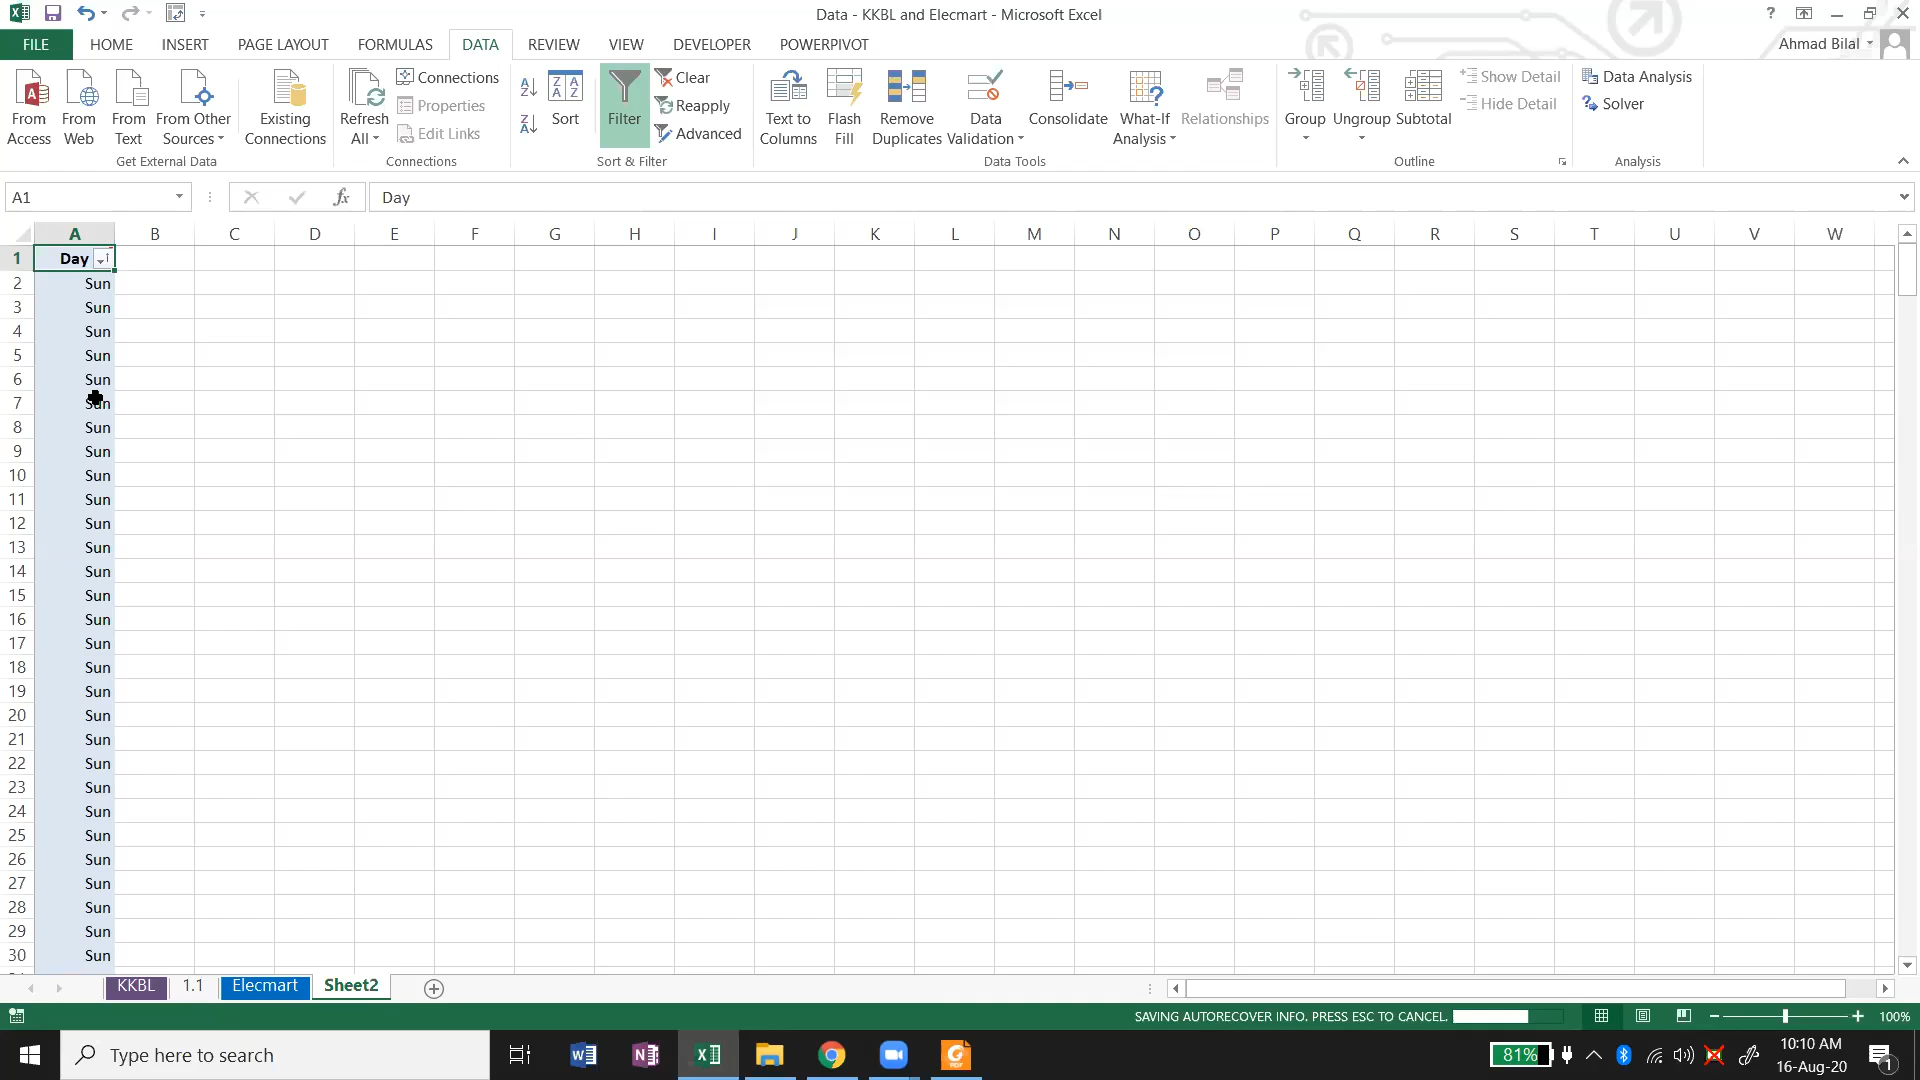 Data - KKBL and Elecmart - Microsoft Excel
FILE HOME INSERT PAGE LAYOUT FORMULAS DATA REVIEW VIEW DEVELOPER POWERPIVOT
Ahmad Bilal
From Access
From Web
From Text
From Other Sources
Get External Data
Existing Connections
Refresh All
Connections
Properties
Edit Links
Connections
Sort
Filter
Clear
Reapply
Advanced
Sort & Filter
Text to Columns
Flash Fill
Remove Duplicates
Data Validation
Consolidate
What-If Analysis
Relationships
Data Tools
Group
Ungroup
Subtotal
Show Detail
Hide Detail
Outline
Data Analysis
Solver
Analysis
A1 fx Day
A B C D E F G H I J K L M N O P Q R S T U V W
1 Day
2 Sun
3 Sun
4 Sun
5 Sun
6 Sun
7 Sun
8 Sun
9 Sun
10 Sun
11 Sun
12 Sun
13 Sun
14 Sun
15 Sun
16 Sun
17 Sun
18 Sun
19 Sun
20 Sun
21 Sun
22 Sun
23 Sun
24 Sun
25 Sun
26 Sun
27 Sun
28 Sun
29 Sun
30 Sun
KKBL 1.1 Elecmart Sheet2
SAVING AUTORECOVER INFO. PRESS ESC TO CANCEL. 100%
Type here to search
81%
10:10 AM
16-Aug-20
1